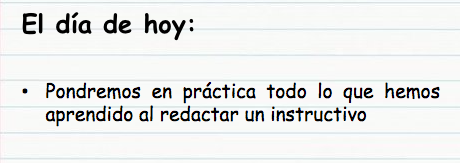 El día de hoy:
• Pondremos en práctica todo lo que hemos
aprendido al redactar un instructivo